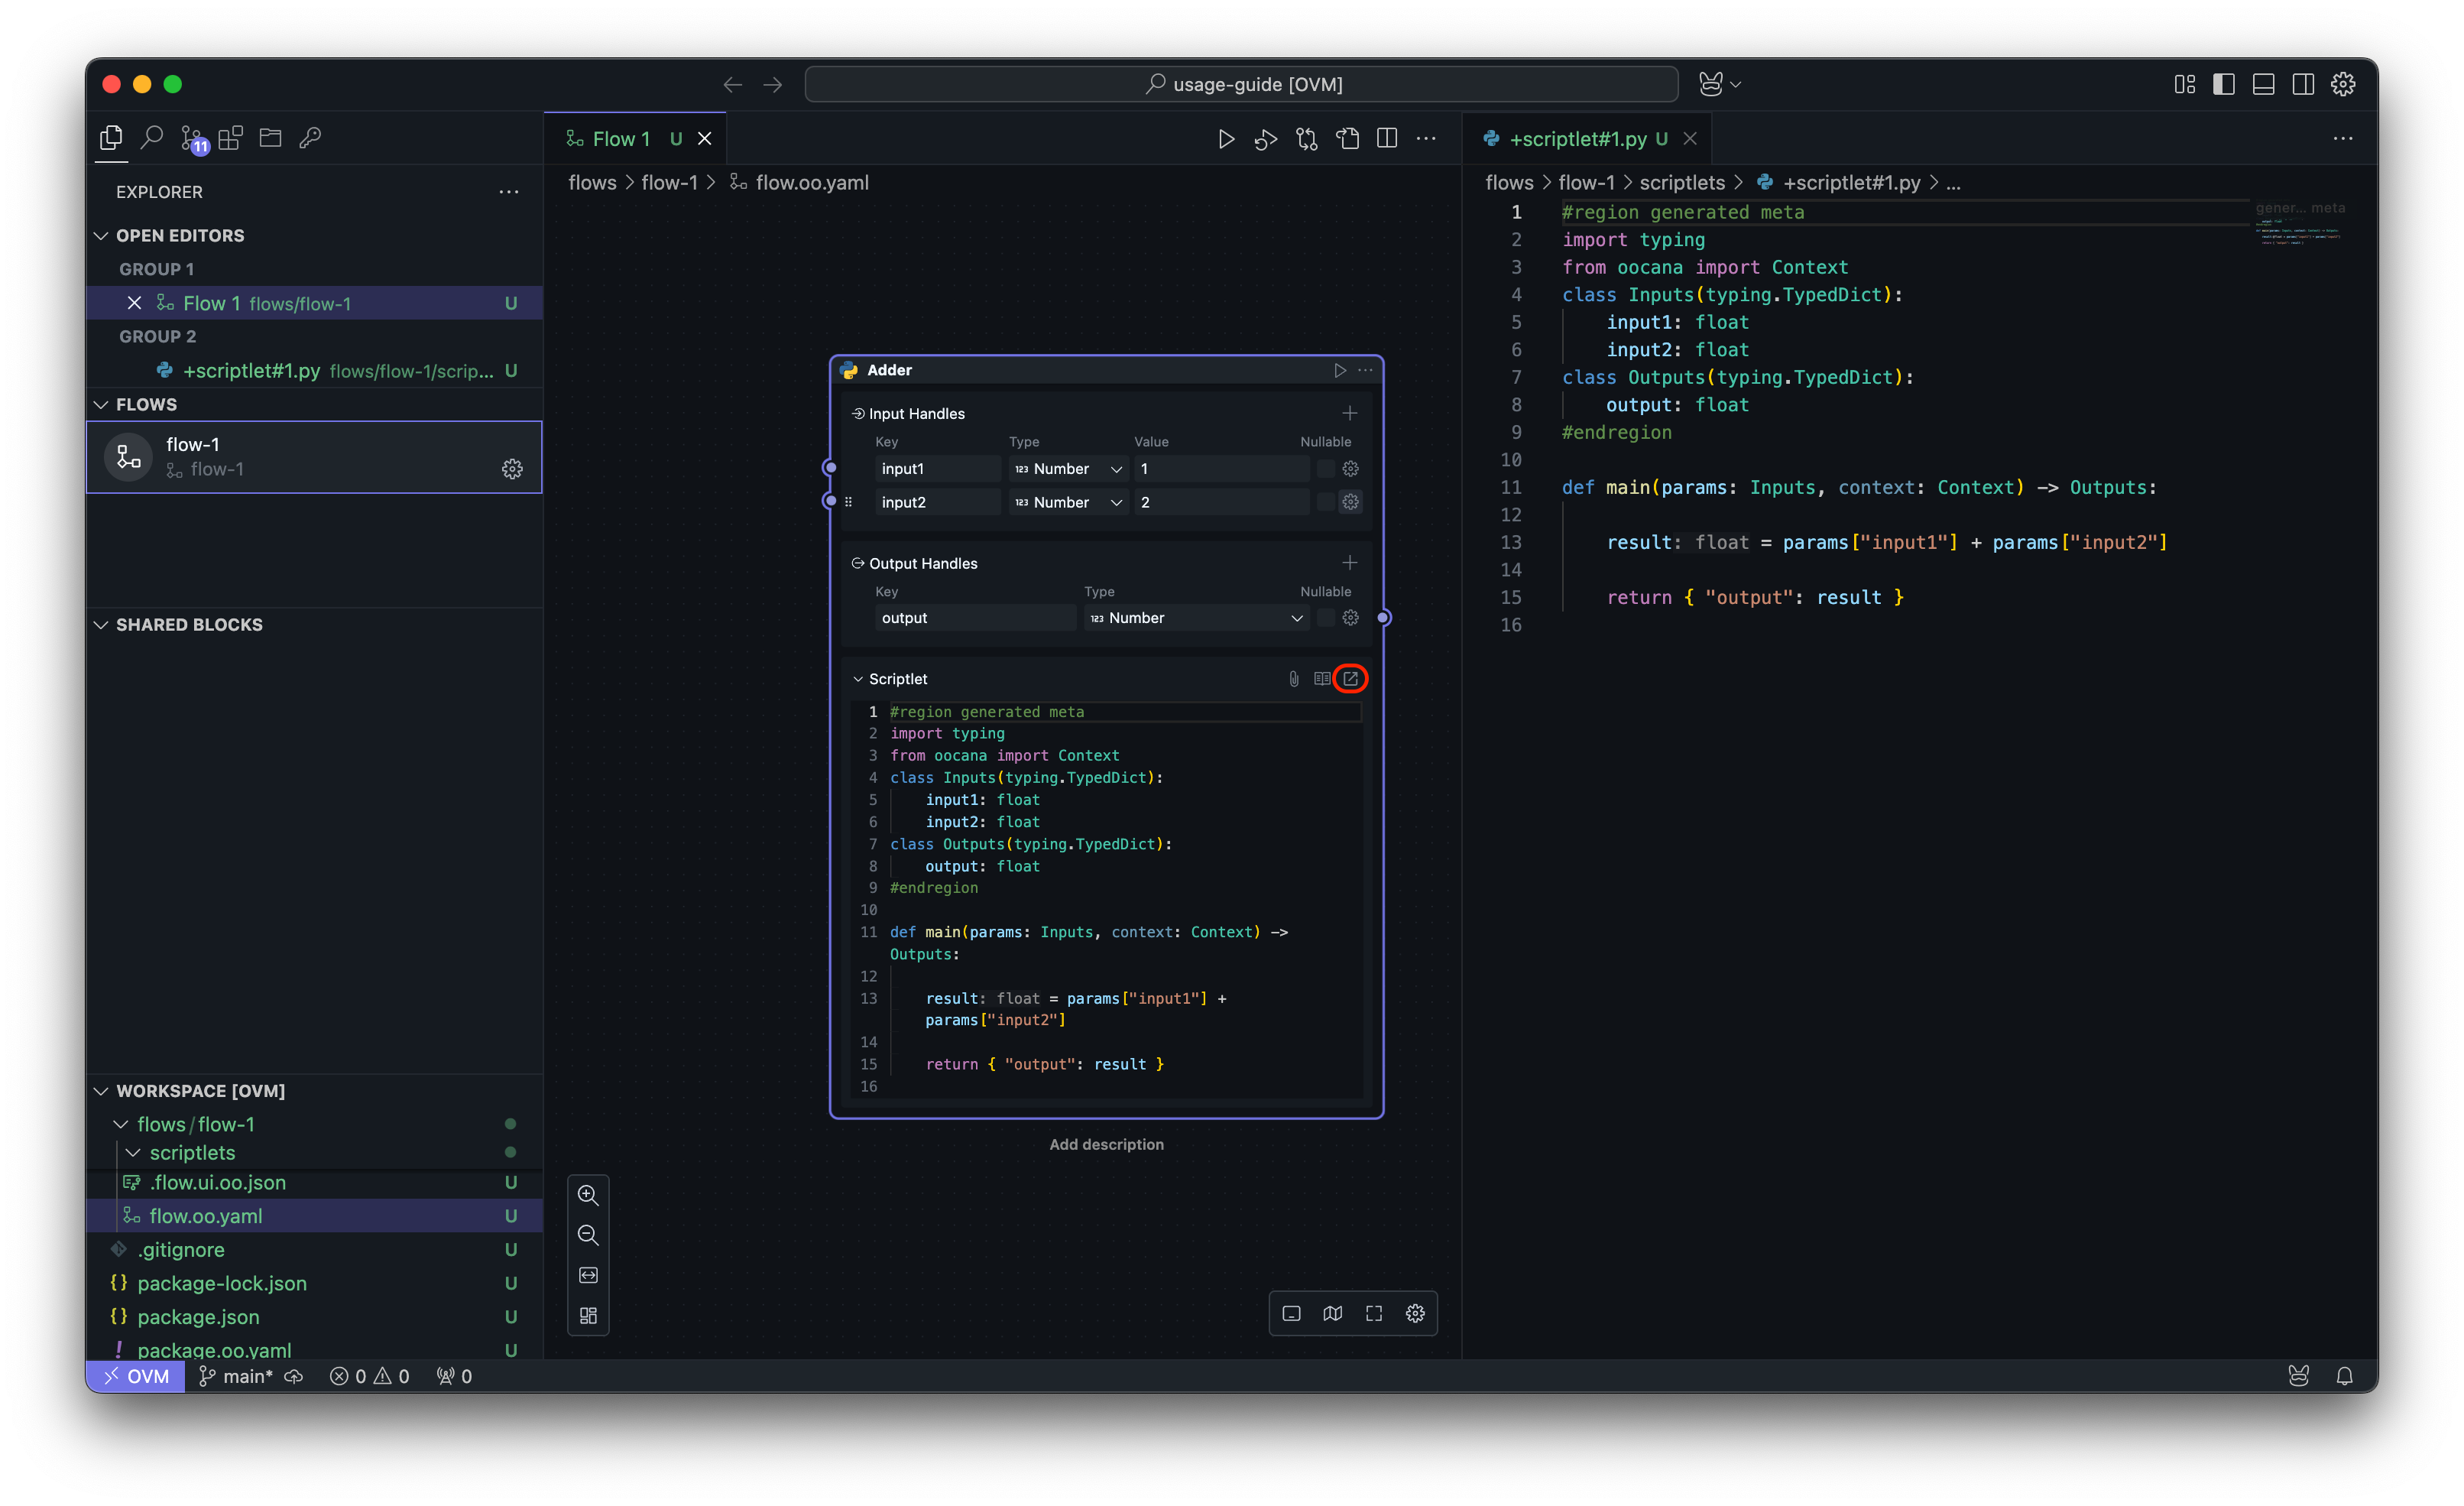 usage-guide [OVM]
11
EXPLORER
OPEN EDITORS
GROUP 1
Flow 1 flows/flow-1 U
GROUP 2
+scriptlet#1.py flows/flow-1/scrip... U
FLOWS
flow-1
flow-1
SHARED BLOCKS
WORKSPACE [OVM]
flows/flow-1
scriptlets
.flow.ui.oo.json U
flow.oo.yaml U
.gitignore U
package-lock.json U
package.json U
package.oo.yaml U
Flow 1 U
flows > flow-1 > flow.oo.yaml
Adder
Input Handles
Key Type Value Nullable
input1 123 Number 1
input2 123 Number 2
Output Handles
Key Type Nullable
output 123 Number
Scriptlet
1 #region generated meta
2 import typing
3 from oocana import Context
4 class Inputs(typing.TypedDict):
5 input1: float
6 input2: float
7 class Outputs(typing.TypedDict):
8 output: float
9 #endregion
10
11 def main(params: Inputs, context: Context) ->
Outputs:
12
13 result: float = params["input1"] +
params["input2"]
14
15 return { "output": result }
16
Add description
+scriptlet#1.py U
flows > flow-1 > scriptlets > +scriptlet#1.py > ...
1 #region generated meta
2 import typing
3 from oocana import Context
4 class Inputs(typing.TypedDict):
5 input1: float
6 input2: float
7 class Outputs(typing.TypedDict):
8 output: float
9 #endregion
10
11 def main(params: Inputs, context: Context) -> Outputs:
12
13 result: float = params["input1"] + params["input2"]
14
15 return { "output": result }
16
gener... meta
OVM main* 0 0 0